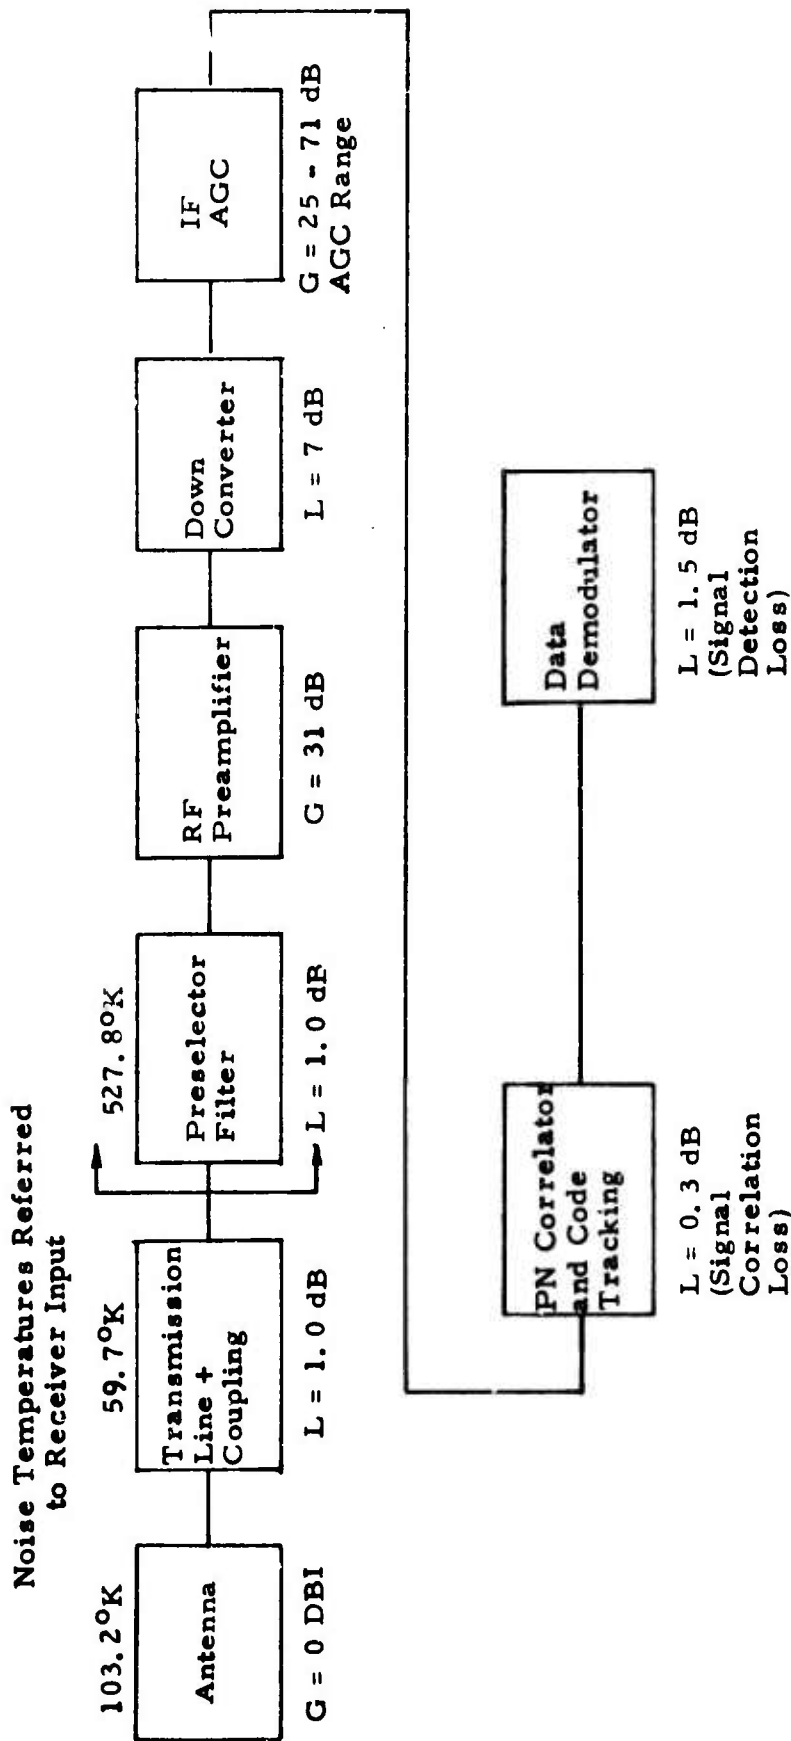 Noise Temperatures Referred
to Receiver Input
103.2°K
Antenna
G = 0 DBI
59.7°K
Transmission
Line +
Coupling
L = 1.0 dB
527.8°K
Preselector
Filter
L = 1.0 dB
RF
Preamplifier
G = 31 dB
Down
Converter
L = 7 dB
IF
AGC
G = 25 - 71 dB
AGC Range
PN Correlator
and Code
Tracking
L = 0.3 dB
(Signal
Correlation
Loss)
Data
Demodulator
L = 1.5 dB
(Signal
Detection
Loss)